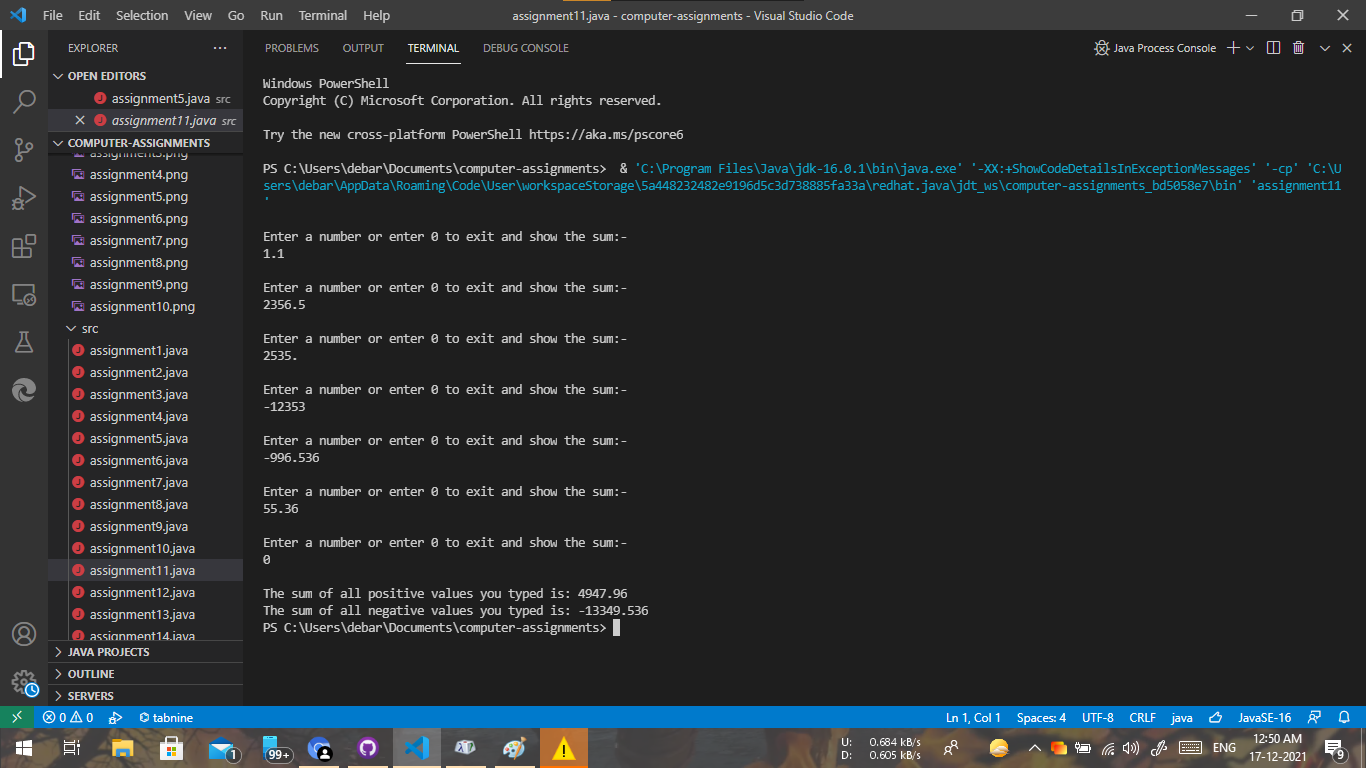 File Edit Selection View Go Run Terminal Help
assignment11.java - computer-assignments - Visual Studio Code
EXPLORER
OPEN EDITORS
assignment5.java src
assignment11.java src
COMPUTER-ASSIGNMENTS
assignment3.png
assignment4.png
assignment5.png
assignment6.png
assignment7.png
assignment8.png
assignment9.png
assignment10.png
src
assignment1.java
assignment2.java
assignment3.java
assignment4.java
assignment5.java
assignment6.java
assignment7.java
assignment8.java
assignment9.java
assignment10.java
assignment11.java
assignment12.java
assignment13.java
assignment14.java
JAVA PROJECTS
OUTLINE
SERVERS
PROBLEMS OUTPUT TERMINAL DEBUG CONSOLE
Java Process Console
Windows PowerShell
Copyright (C) Microsoft Corporation. All rights reserved.
Try the new cross-platform PowerShell https://aka.ms/pscore6
PS C:\Users\debar\Documents\computer-assignments>  & 'C:\Program Files\Java\jdk-16.0.1\bin\java.exe' '-XX:+ShowCodeDetailsInExceptionMessages' '-cp' 'C:\U
sers\debar\AppData\Roaming\Code\User\workspaceStorage\5a448232482e9196d5c3d738885fa33a\redhat.java\jdt_ws\computer-assignments_bd5058e7\bin' 'assignment11
'
Enter a number or enter 0 to exit and show the sum:-
1.1
Enter a number or enter 0 to exit and show the sum:-
2356.5
Enter a number or enter 0 to exit and show the sum:-
2535.
Enter a number or enter 0 to exit and show the sum:-
-12353
Enter a number or enter 0 to exit and show the sum:-
-996.536
Enter a number or enter 0 to exit and show the sum:-
55.36
Enter a number or enter 0 to exit and show the sum:-
0
The sum of all positive values you typed is: 4947.96
The sum of all negative values you typed is: -13349.536
PS C:\Users\debar\Documents\computer-assignments>
0 0 tabnine
Ln 1, Col 1 Spaces: 4 UTF-8 CRLF java JavaSE-16
1
99+
U: 0.684 kB/s
D: 0.605 kB/s
ENG
12:50 AM
17-12-2021
9